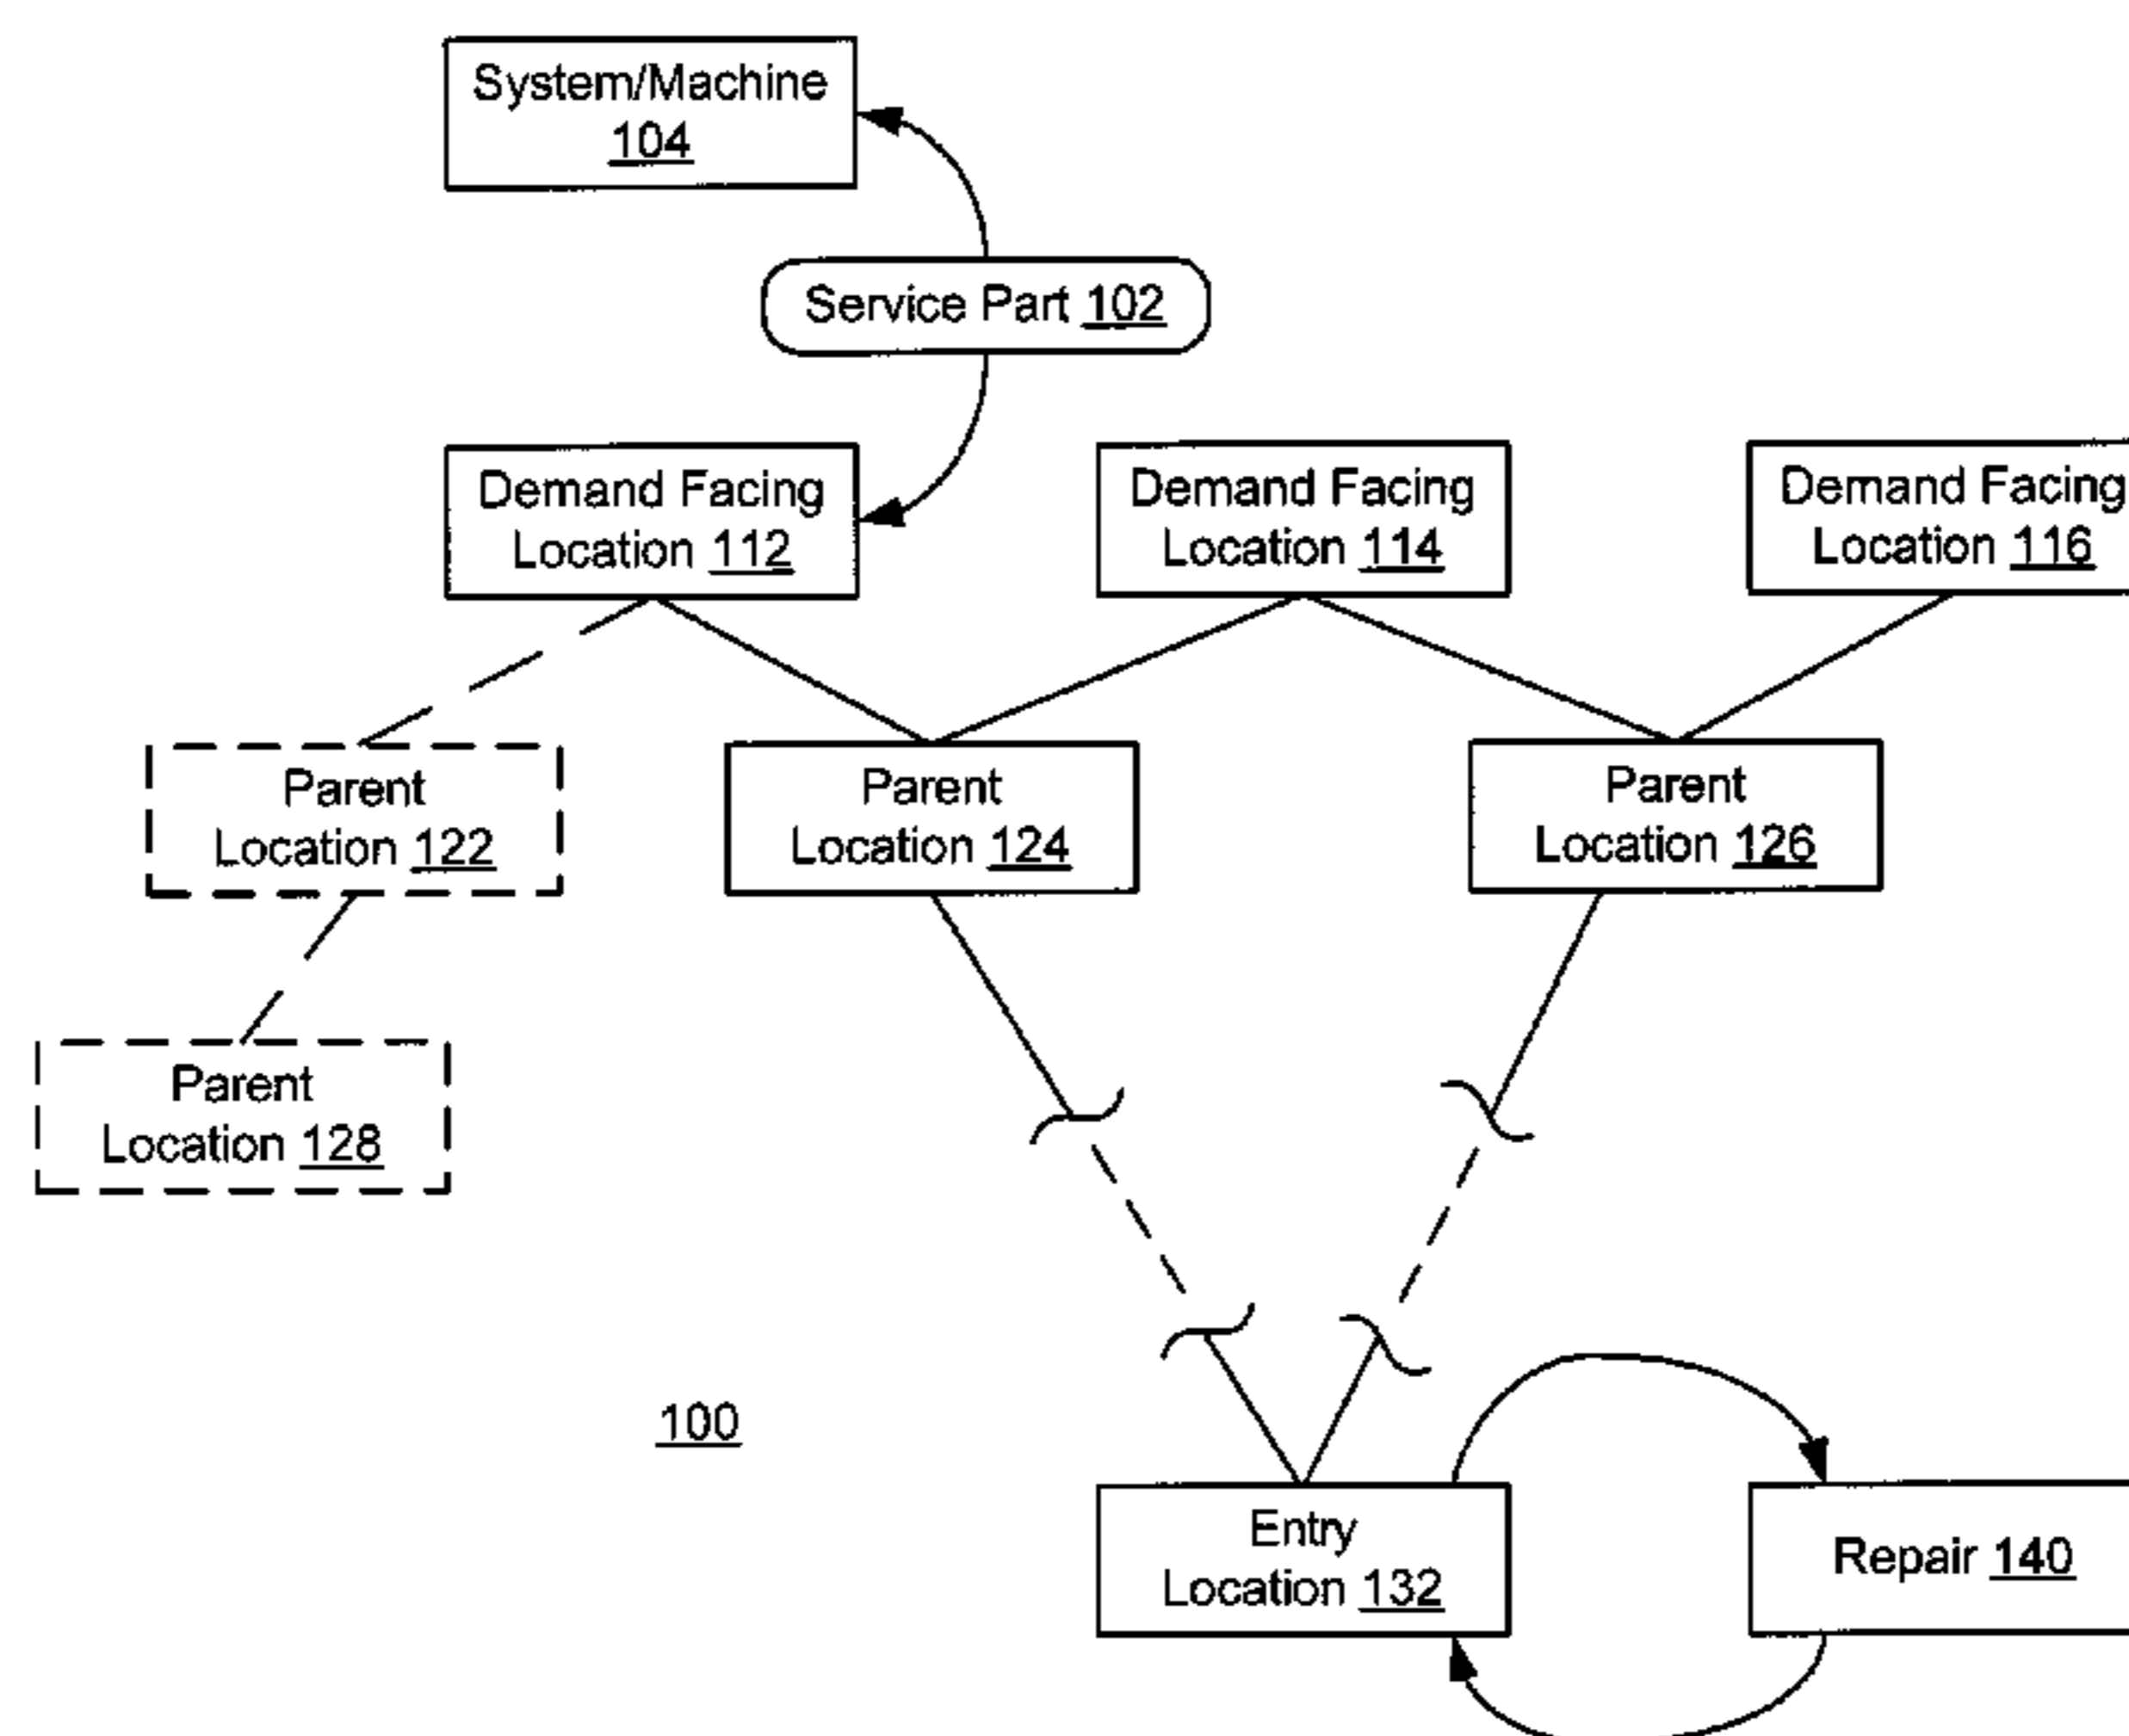 System/Machine
104
Service Part 102
Demand Facing
Location 112
Demand Facing
Location 114
Demand Facing
Location 116
Parent
Location 122
Parent
Location 124
Parent
Location 126
Parent
Location 128
100
Entry
Location 132
Repair 140